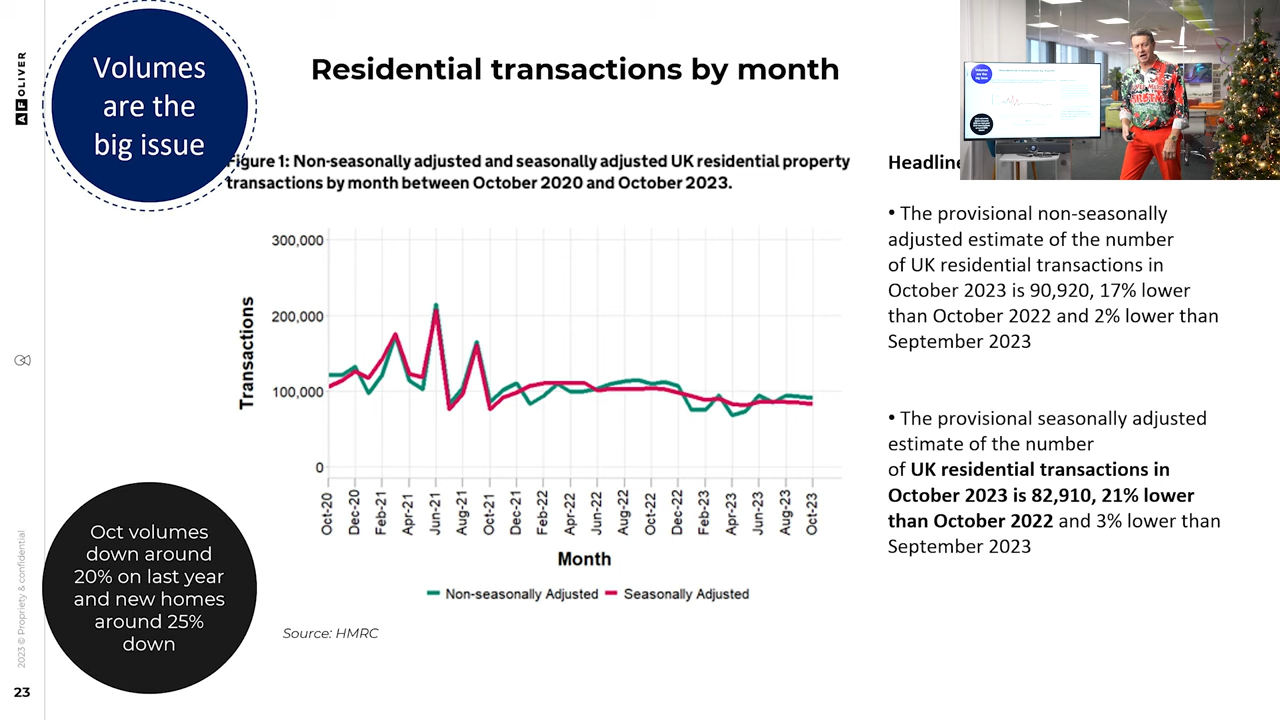 Volumes
are the
big issue
Residential transactions by month
AF OLIVER
Figure 1: Non-seasonally adjusted and seasonally adjusted UK residential property
transactions by month between October 2020 and October 2023.
300,000
200,000
100,000
0
Transactions
Oct-20
Dec-20
Feb-21
Apr-21
Jun-21
Aug-21
Oct-21
Dec-21
Feb-22
Apr-22
Jun-22
Aug-22
Oct-22
Dec-22
Feb-23
Apr-23
Jun-23
Aug-23
Oct-23
Month
Non-seasonally Adjusted
Seasonally Adjusted
Source: HMRC
Headline
• The provisional non-seasonally
adjusted estimate of the number
of UK residential transactions in
October 2023 is 90,920, 17% lower
than October 2022 and 2% lower than
September 2023
• The provisional seasonally adjusted
estimate of the number
of UK residential transactions in
October 2023 is 82,910, 21% lower
than October 2022 and 3% lower than
September 2023
Oct volumes
down around
20% on last year
and new homes
around 25%
down
2023 © Propriety & confidential
23
Volumes
are the
big issue